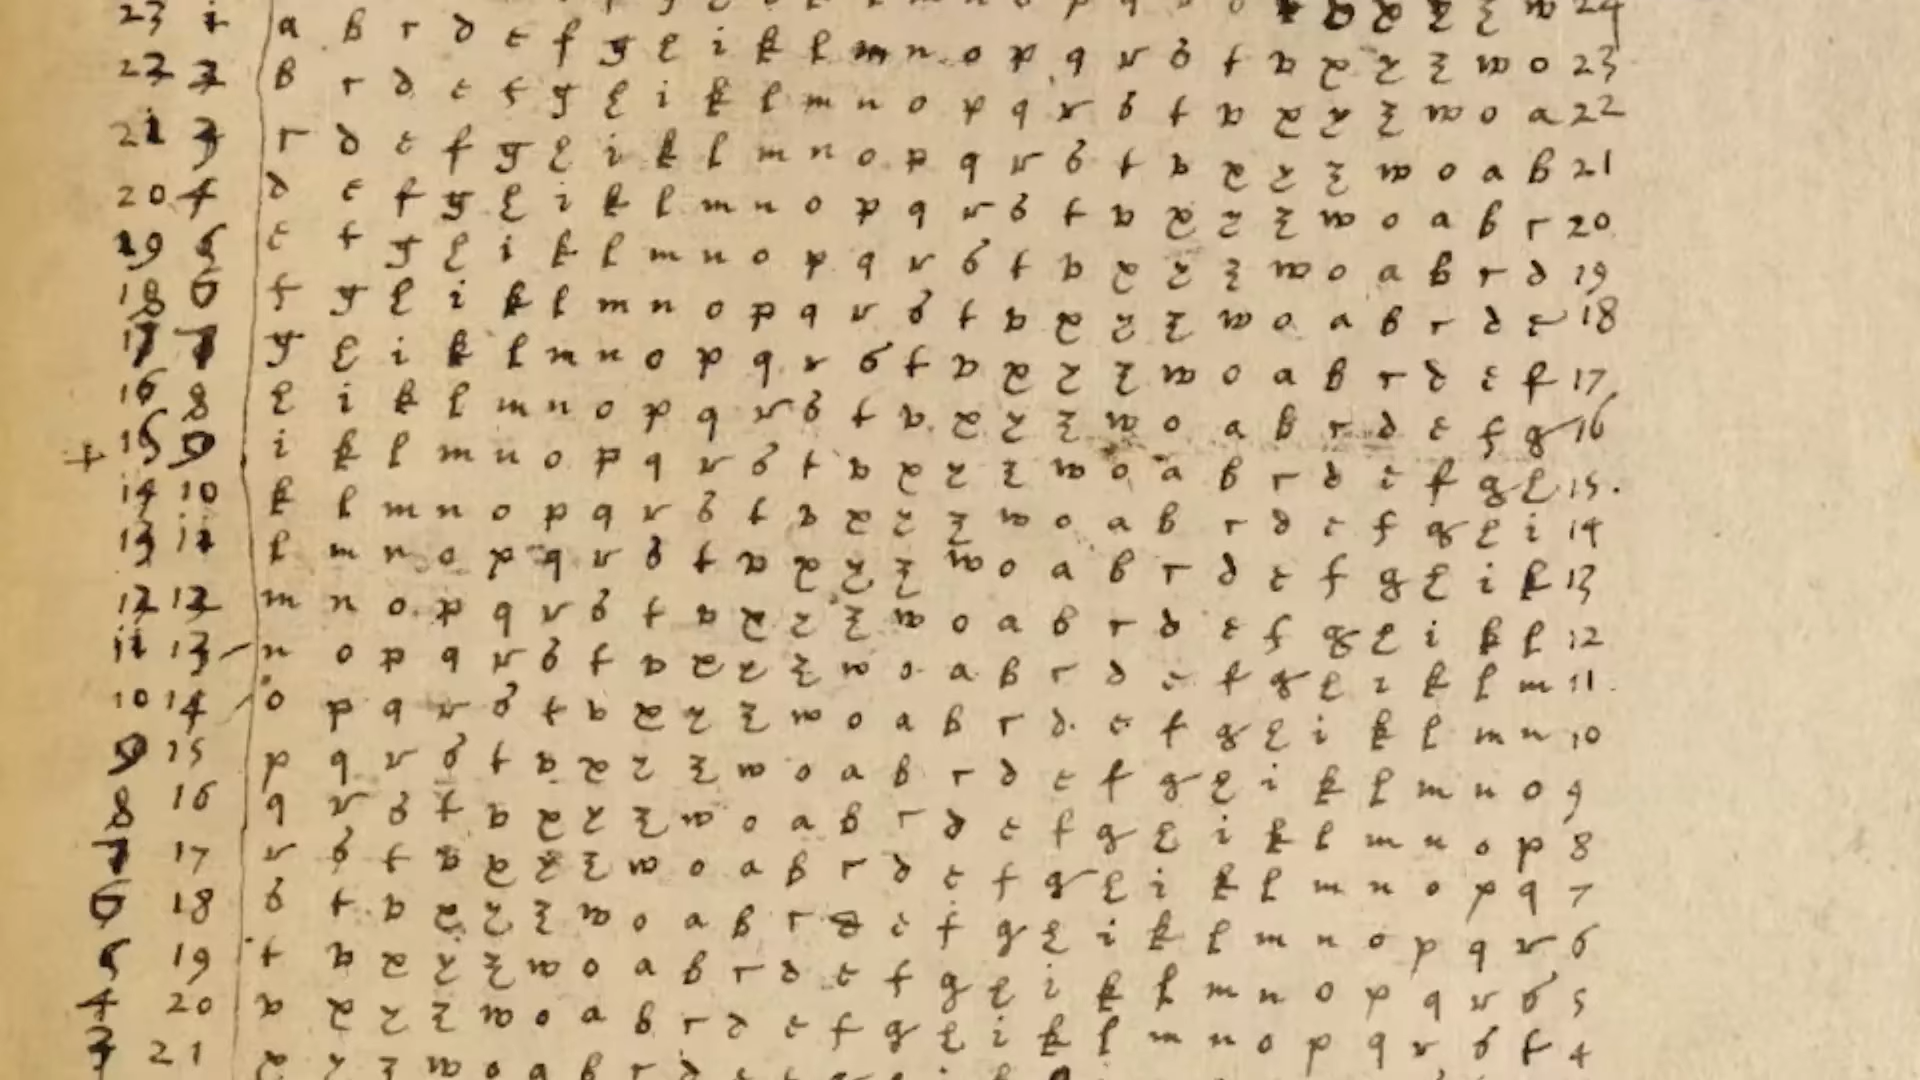 23 1 a b c d e f g h i k l m n o p q r s t v x y z w o 23
22 2 b c d e f g h i k l m n o p q r s t v x y z w o a 22
21 3 c d e f g h i k l m n o p q r s t v x y z w o a b 21
20 4 d e f g h i k l m n o p q r s t v x y z w o a b c 20
19 5 e f g h i k l m n o p q r s t v x y z w o a b c d 19
18 6 f g h i k l m n o p q r s t v x y z w o a b c d e 18
17 7 g h i k l m n o p q r s t v x y z w o a b c d e f 17
16 8 h i k l m n o p q r s t v x y z w o a b c d e f g 16
+ 15 9 i k l m n o p q r s t v x y z w o a b c d e f g h 15.
14 10 k l m n o p q r s t v x y z w o a b c d e f g h i 14
13 11 l m n o p q r s t v x y z w o a b c d e f g h i k 13
12 12 m n o p q r s t v x y z w o a b c d e f g h i k l 12
11 13 n o p q r s t v x y z w o a b c d e f g h i k l m 11.
10 14 o p q r s t v x y z w o a b c d e f g h i k l m n 10
9 15 p q r s t v x y z w o a b c d e f g h i k l m n o 9
8 16 q r s t v x y z w o a b c d e f g h i k l m n o p 8
7 17 r s t v x y z w o a b c d e f g h i k l m n o p q 7
6 18 s t v x y z w o a b c d e f g h i k l m n o p q r 6
5 19 t v x y z w o a b c d e f g h i k l m n o p q r s 5
4 20 v x y z w o a b c d e f g h i k l m n o p q r s t 4
3 21 x y z w o a b c d e